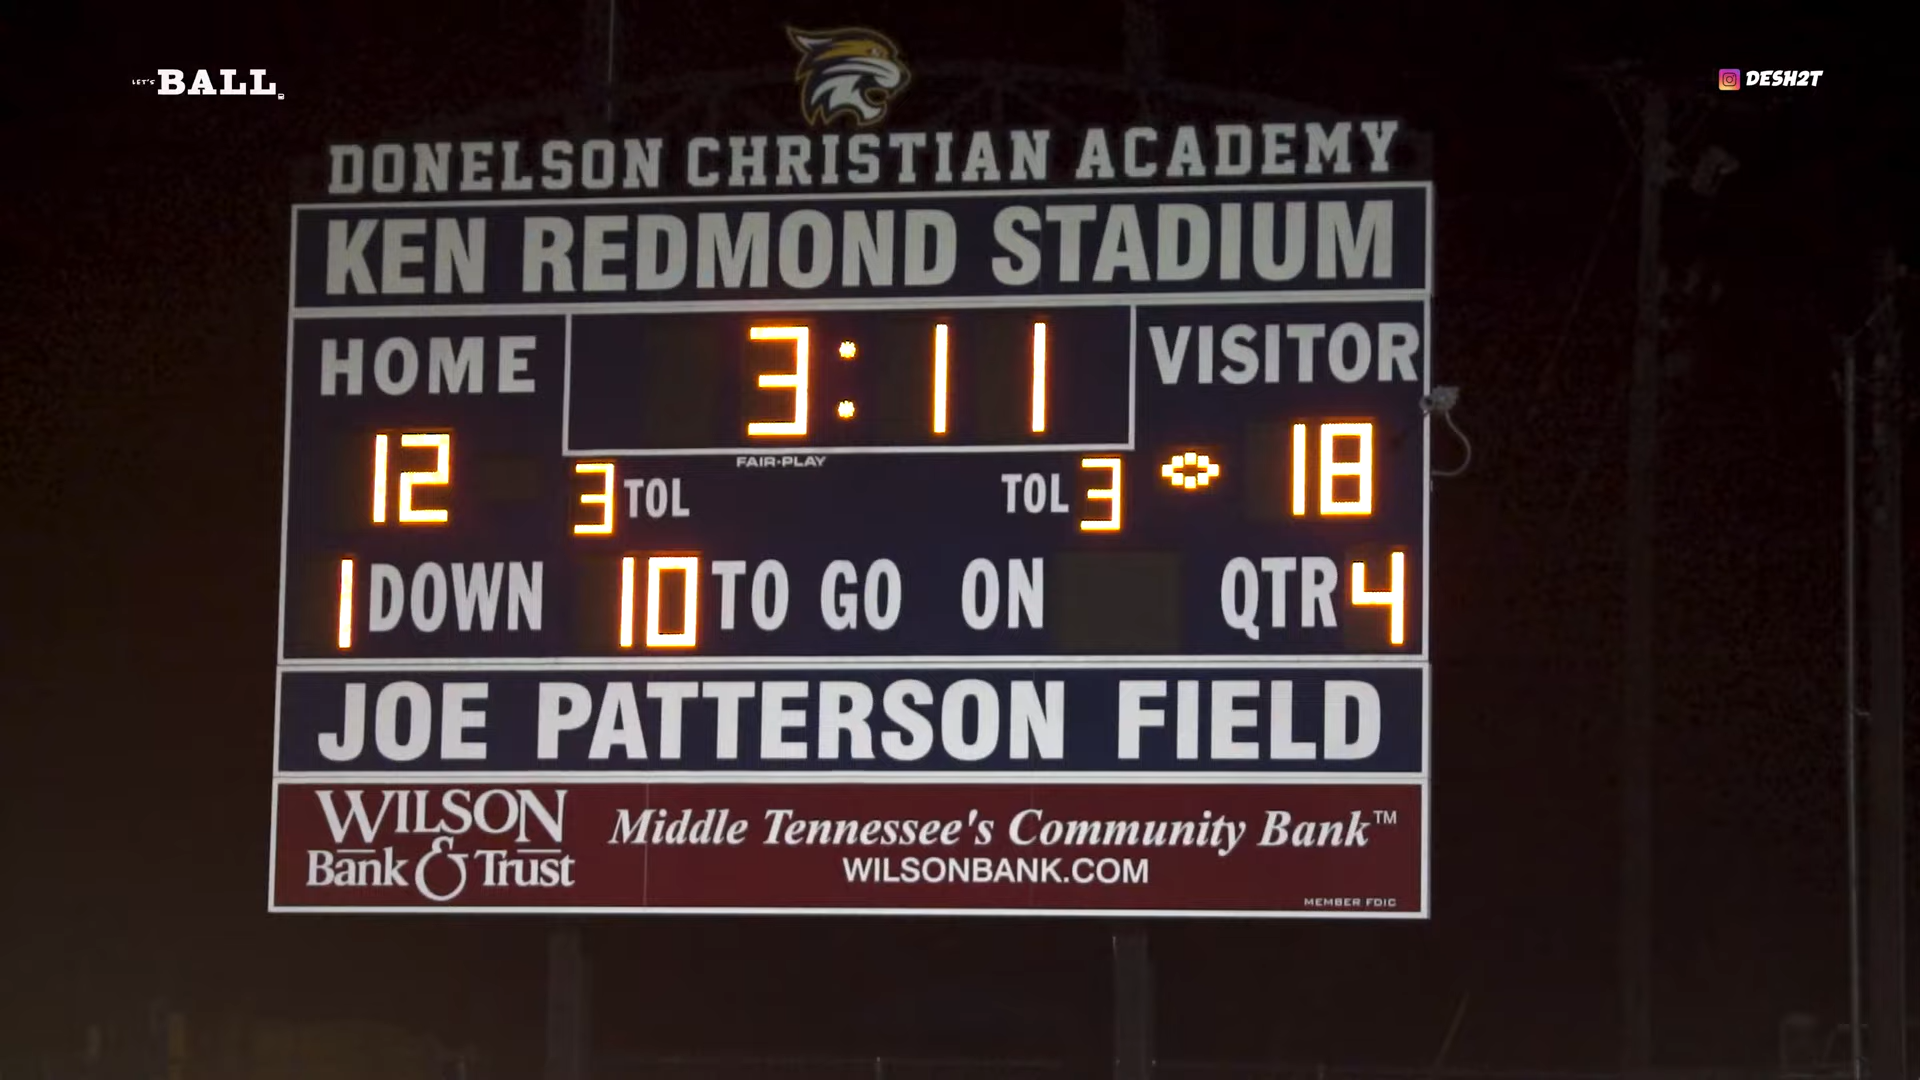 LET'S BALL.
DESH2T
DONELSON CHRISTIAN ACADEMY
KEN REDMOND STADIUM
HOME 3:11 VISITOR
FAIR-PLAY
12 3 TOL TOL 3 18
1 DOWN 10 TO GO ON QTR 4
JOE PATTERSON FIELD
WILSON
Bank & Trust
Middle Tennessee's Community Bank™
WILSONBANK.COM
MEMBER FDIC